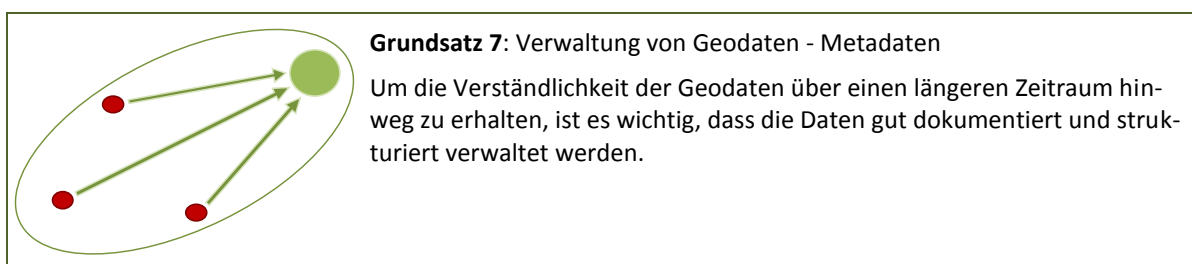 Grundsatz 7: Verwaltung von Geodaten - Metadaten
Um die Verständlichkeit der Geodaten über einen längeren Zeitraum hin-
weg zu erhalten, ist es wichtig, dass die Daten gut dokumentiert und struk-
turiert verwaltet werden.